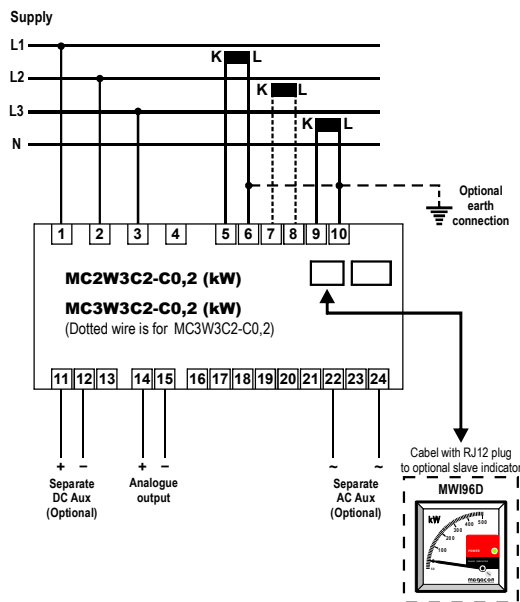 Supply
L1
K L
L2
K L
L3
K L
N
Optional
earth
connection
1 2 3 4 5 6 7 8 9 10
MC2W3C2-C0,2 (kW)
MC3W3C2-C0,2 (kW)
(Dotted wire is for MC3W3C2-C0,2)
11 12 13 14 15 16 17 18 19 20 21 22 23 24
+ – + – ~ ~
Separate
DC Aux
(Optional)
Analogue
output
Separate
AC Aux
(Optional)
Cabel with RJ12 plug
to optional slave indicator
MWI96D
kW
100 200 300 400 500
megacon